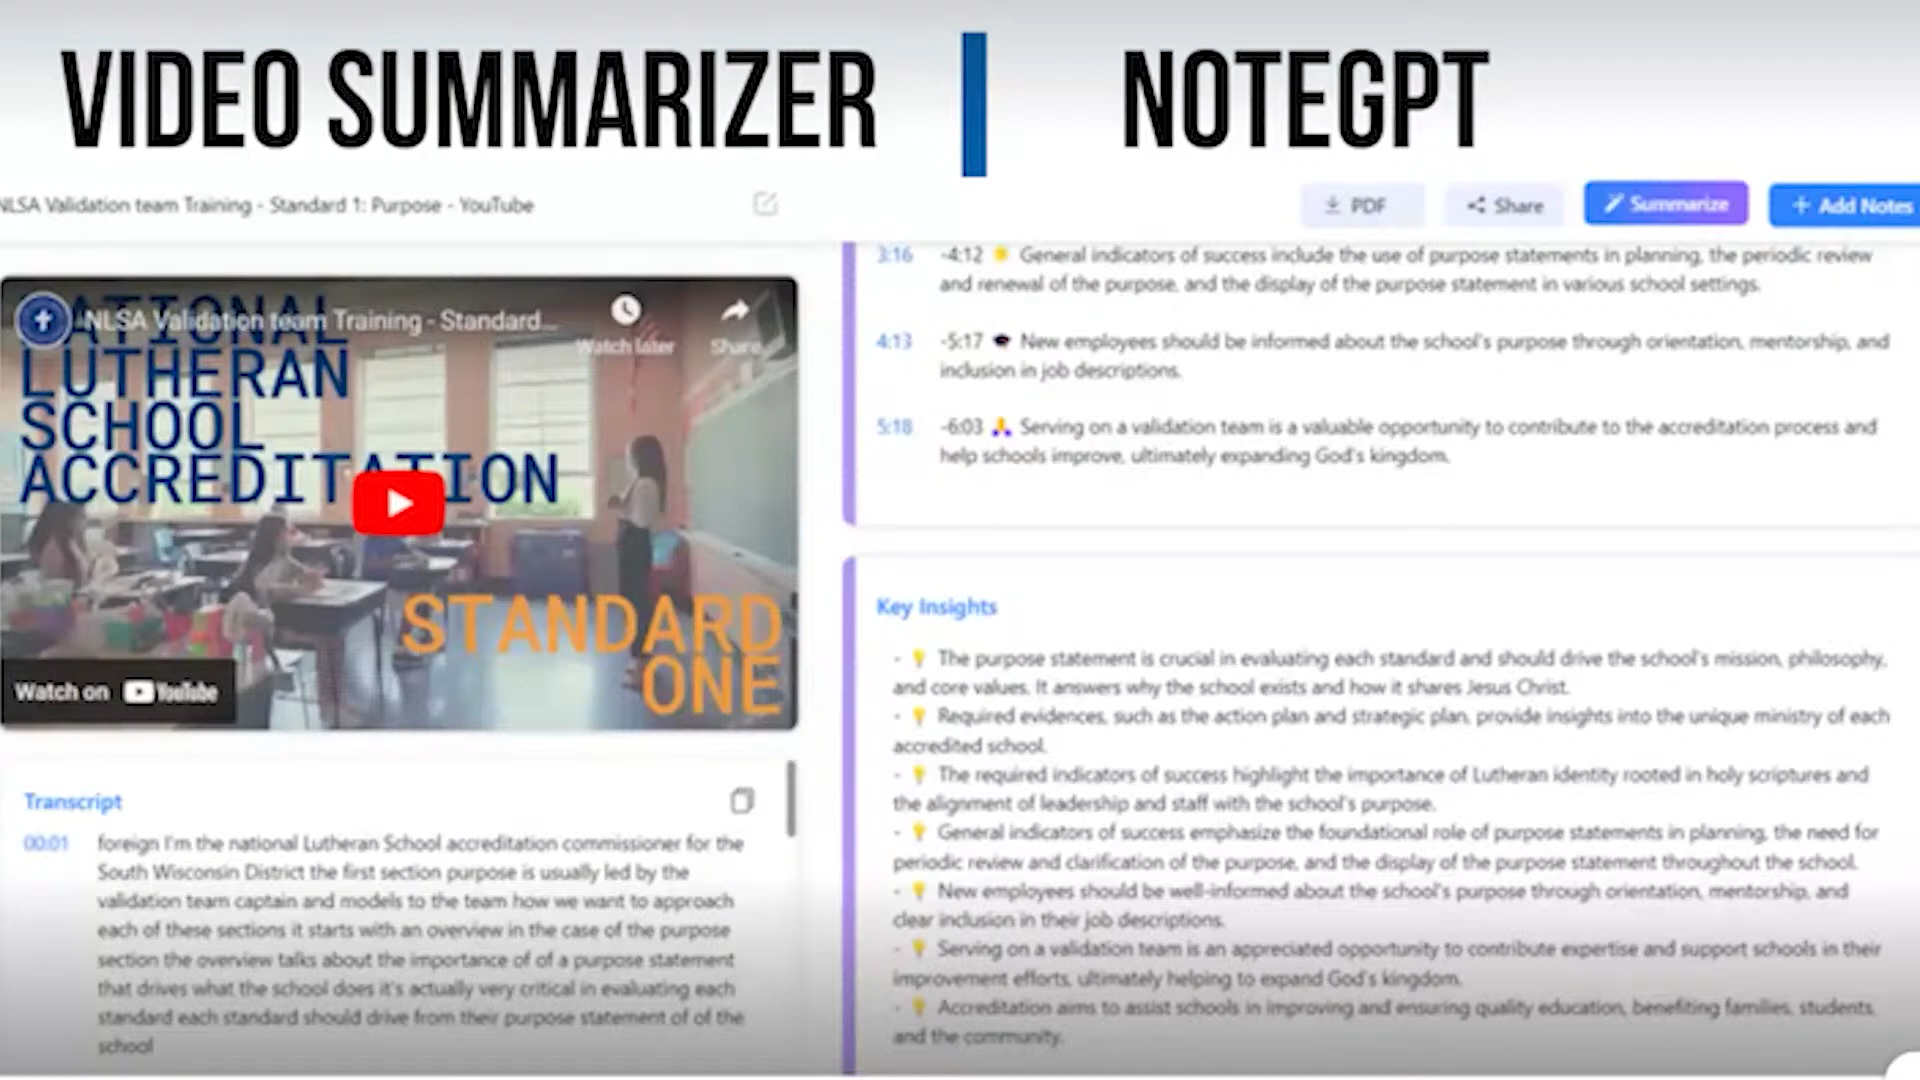 VIDEO SUMMARIZER
NOTEGPT
NLSA Validation team Training - Standard 1: Purpose - YouTube
PDF
Share
Summarize
+ Add Notes
NATIONAL
LUTHERAN
SCHOOL
ACCREDITATION
NLSA Validation team Training - Standard...
Watch later
Share
STANDARD
ONE
Watch on YouTube
Transcript
00:01 foreign I'm the national Lutheran School accreditation commissioner for the
South Wisconsin District the first section purpose is usually led by the
validation team captain and models to the team how we want to approach
each of these sections it starts with an overview in the case of the purpose
section the overview talks about the importance of of a purpose statement
that drives what the school does it's actually very critical in evaluating each
standard each standard should drive from their purpose statement of of the
school
3:16 -4:12 General indicators of success include the use of purpose statements in planning, the periodic review
and renewal of the purpose, and the display of the purpose statement in various school settings.
4:13 -5:17 New employees should be informed about the school's purpose through orientation, mentorship, and
inclusion in job descriptions.
5:18 -6:03 Serving on a validation team is a valuable opportunity to contribute to the accreditation process and
help schools improve, ultimately expanding God's kingdom.
Key Insights
- The purpose statement is crucial in evaluating each standard and should drive the school's mission, philosophy,
and core values. It answers why the school exists and how it shares Jesus Christ.
- Required evidences, such as the action plan and strategic plan, provide insights into the unique ministry of each
accredited school.
- The required indicators of success highlight the importance of Lutheran identity rooted in holy scriptures and
the alignment of leadership and staff with the school's purpose.
- General indicators of success emphasize the foundational role of purpose statements in planning, the need for
periodic review and clarification of the purpose, and the display of the purpose statement throughout the school.
- New employees should be well-informed about the school's purpose through orientation, mentorship, and
clear inclusion in their job descriptions.
- Serving on a validation team is an appreciated opportunity to contribute expertise and support schools in their
improvement efforts, ultimately helping to expand God's kingdom.
- Accreditation aims to assist schools in improving and ensuring quality education, benefiting families, students,
and the community.